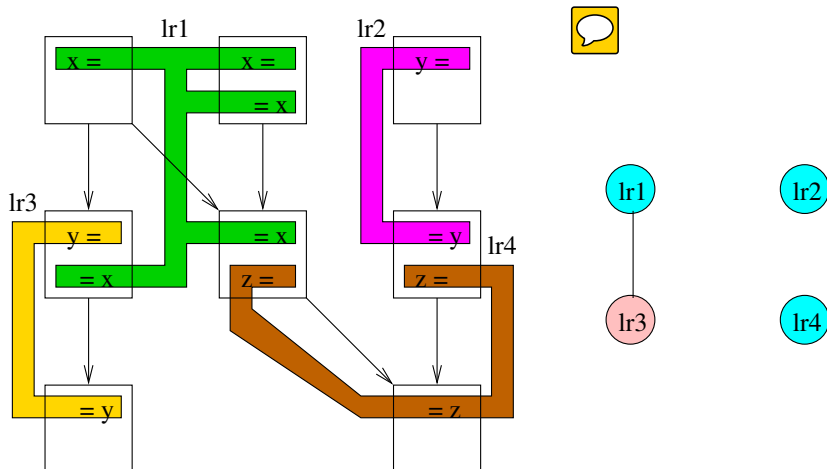 lr1
lr2
x =
x =
y =
= x
lr1
lr2
lr3
y =
= x
= y
lr4
= x
z =
z =
lr3
lr4
= y
= z